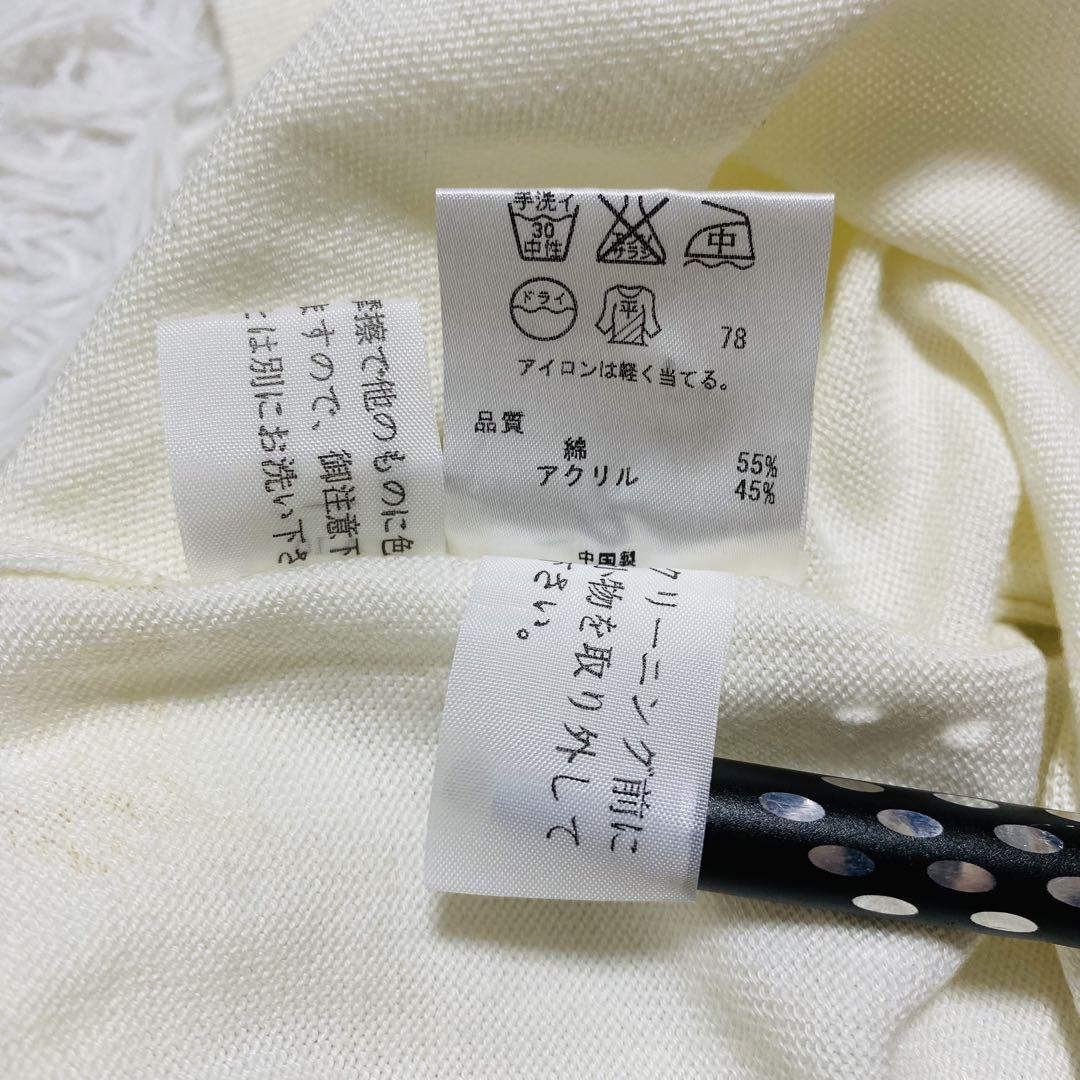 手洗イ
30
中性
エンソ
サラシ
中
ドライ
平
78
アイロンは軽く当てる。
品質
綿 55%
アクリル 45%
中国製
摩擦で他のものに色
ますので、御注意下
には別にお洗い下さ
クリーニング前に
小物を取り外して
下さい。